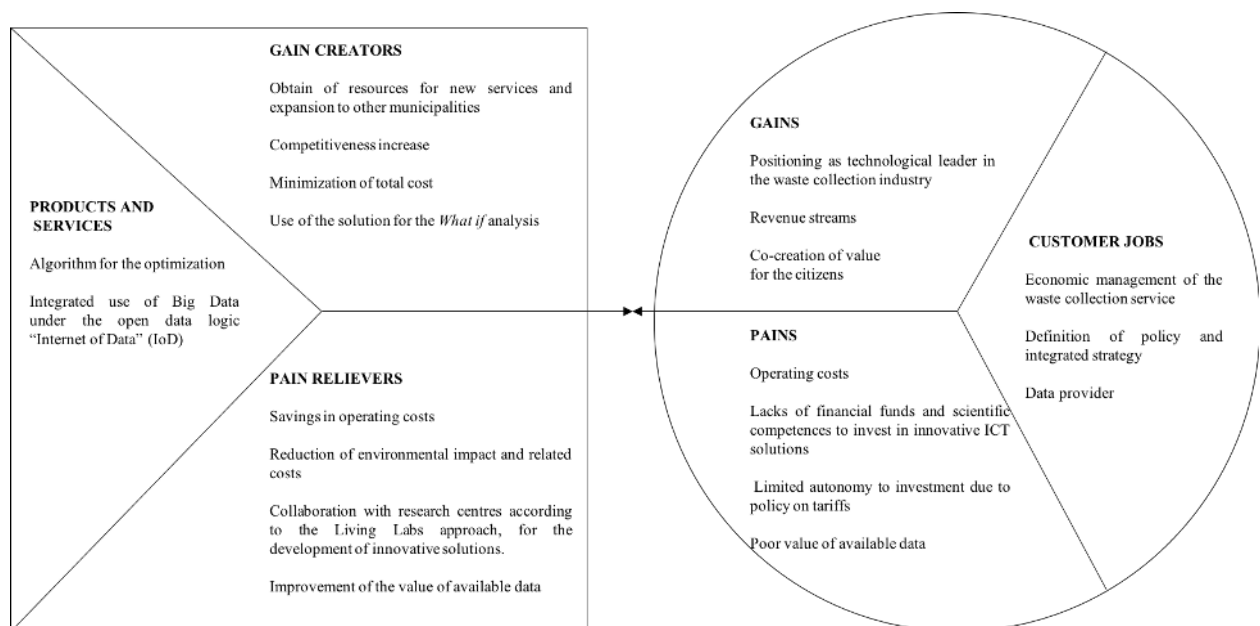 PRODUCTS AND
SERVICES
Algorithm for the optimization
Integrated use of Big Data
under the open data logic
“Internet of Data” (IoD)
GAIN CREATORS
Obtain of resources for new services and
expansion to other municipalities
Competitiveness increase
Minimization of total cost
Use of the solution for the What if analysis
PAIN RELIEVERS
Savings in operating costs
Reduction of environmental impact and related
costs
Collaboration with research centres according
to the Living Labs approach, for the
development of innovative solutions.
Improvement of the value of available data
GAINS
Positioning as technological leader in
the waste collection industry
Revenue streams
Co-creation of value
for the citizens
PAINS
Operating costs
Lacks of financial funds and scientific
competences to invest in innovative ICT
solutions
Limited autonomy to investment due to
policy on tariffs
Poor value of available data
CUSTOMER JOBS
Economic management of the
waste collection service
Definition of policy and
integrated strategy
Data provider